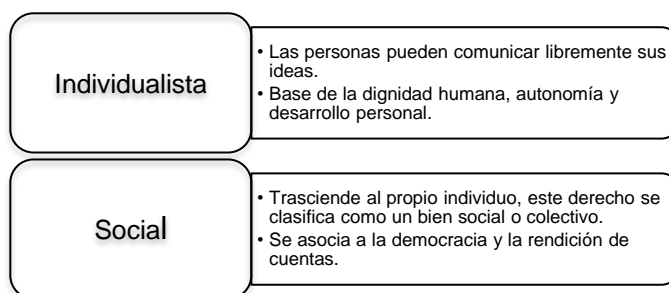 Individualista
• Las personas pueden comunicar libremente sus
ideas.
• Base de la dignidad humana, autonomía y
desarrollo personal.
Social
• Trasciende al propio individuo, este derecho se
clasifica como un bien social o colectivo.
• Se asocia a la democracia y la rendición de
cuentas.